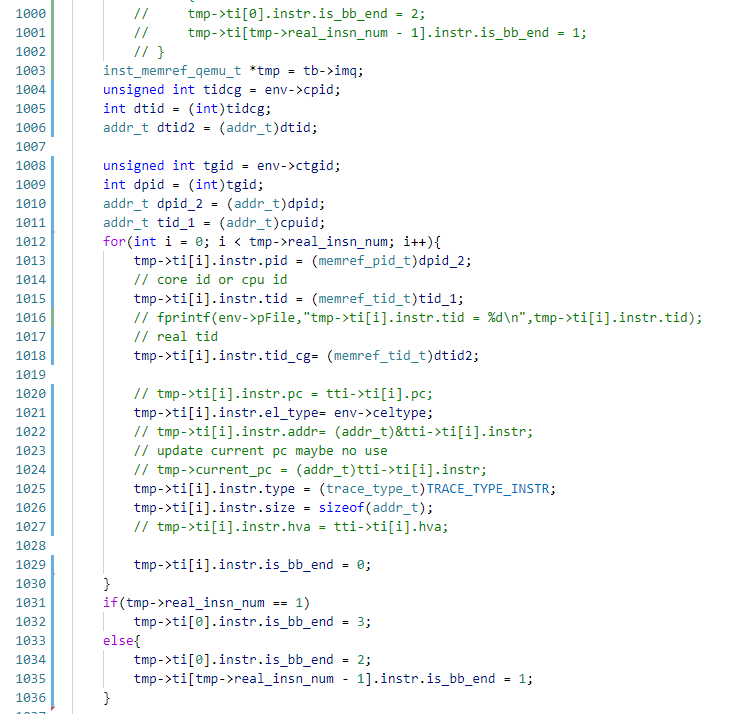 1000 //     tmp->ti[0].instr.is_bb_end = 2;
1001 //     tmp->ti[tmp->real_insn_num - 1].instr.is_bb_end = 1;
1002 // }
1003 inst_memref_qemu_t *tmp = tb->imq;
1004 unsigned int tidcg = env->cpid;
1005 int dtid = (int)tidcg;
1006 addr_t dtid2 = (addr_t)dtid;
1007
1008 unsigned int tgid = env->ctgid;
1009 int dpid = (int)tgid;
1010 addr_t dpid_2 = (addr_t)dpid;
1011 addr_t tid_1 = (addr_t)cpuid;
1012 for(int i = 0; i < tmp->real_insn_num; i++){
1013     tmp->ti[i].instr.pid = (memref_pid_t)dpid_2;
1014     // core id or cpu id
1015     tmp->ti[i].instr.tid = (memref_tid_t)tid_1;
1016     // fprintf(env->pFile,"tmp->ti[i].instr.tid = %d\n",tmp->ti[i].instr.tid);
1017     // real tid
1018     tmp->ti[i].instr.tid_cg= (memref_tid_t)dtid2;
1019
1020     // tmp->ti[i].instr.pc = tti->ti[i].pc;
1021     tmp->ti[i].instr.el_type= env->celtype;
1022     // tmp->ti[i].instr.addr= (addr_t)&tti->ti[i].instr;
1023     // update current pc maybe no use
1024     // tmp->current_pc = (addr_t)tti->ti[i].instr;
1025     tmp->ti[i].instr.type = (trace_type_t)TRACE_TYPE_INSTR;
1026     tmp->ti[i].instr.size = sizeof(addr_t);
1027     // tmp->ti[i].instr.hva = tti->ti[i].hva;
1028
1029     tmp->ti[i].instr.is_bb_end = 0;
1030 }
1031 if(tmp->real_insn_num == 1)
1032     tmp->ti[0].instr.is_bb_end = 3;
1033 else{
1034     tmp->ti[0].instr.is_bb_end = 2;
1035     tmp->ti[tmp->real_insn_num - 1].instr.is_bb_end = 1;
1036 }